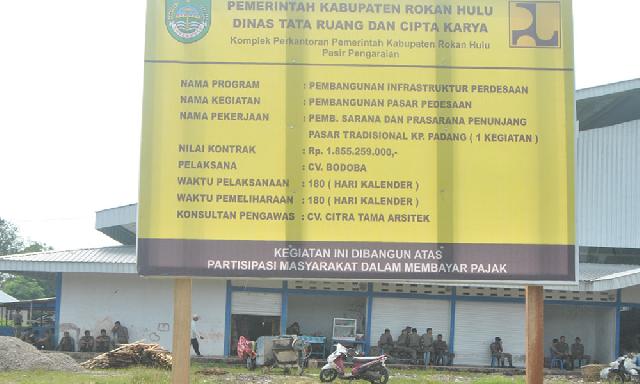 PEMERINTAH KABUPATEN ROKAN HULU
DINAS TATA RUANG DAN CIPTA KARYA
Komplek Perkantoran Pemerintah Kabupaten Rokan Hulu
Pasir Pengaraian
NAMA PROGRAM : PEMBANGUNAN INFRASTRUKTUR PERDESAAN
NAMA KEGIATAN : PEMBANGUNAN PASAR PEDESAAN
NAMA PEKERJAAN : PEMB. SARANA DAN PRASARANA PENUNJANG
PASAR TRADISIONAL KP. PADANG ( 1 KEGIATAN )
NILAI KONTRAK : Rp. 1.855.259.000,-
PELAKSANA : CV. BODOBA
WAKTU PELAKSANAAN : 180 ( HARI KALENDER )
WAKTU PEMELIHARAAN : 180 ( HARI KALENDER )
KONSULTAN PENGAWAS : CV. CITRA TAMA ARSITEK
KEGIATAN INI DIBANGUN ATAS
PARTISIPASI MASYARAKAT DALAM MEMBAYAR PAJAK